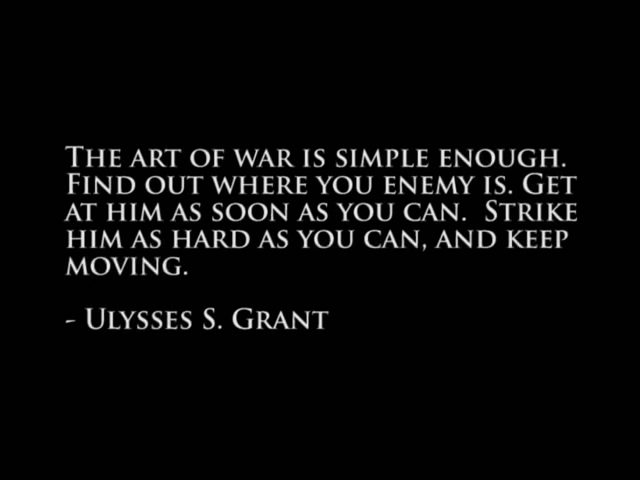 The art of war is simple enough.
Find out where you enemy is. Get
at him as soon as you can.  Strike
him as hard as you can, and keep
moving.
- Ulysses S. Grant